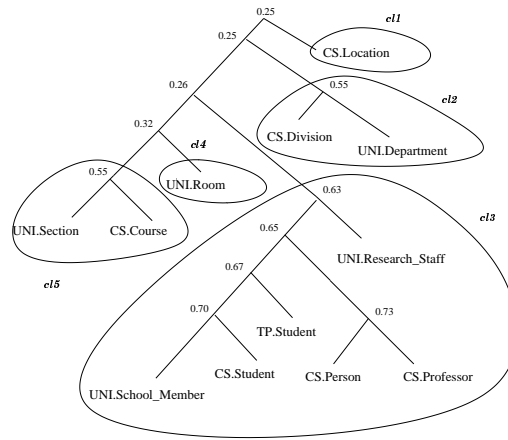 0.25
cl1
0.25
CS.Location
0.26
0.55
cl2
CS.Division
0.32
cl4
UNI.Department
0.55
UNI.Room
0.63
cl3
UNI.Section
CS.Course
0.65
UNI.Research_Staff
cl5
0.67
0.70
TP.Student
0.73
CS.Student
CS.Person
CS.Professor
UNI.School_Member